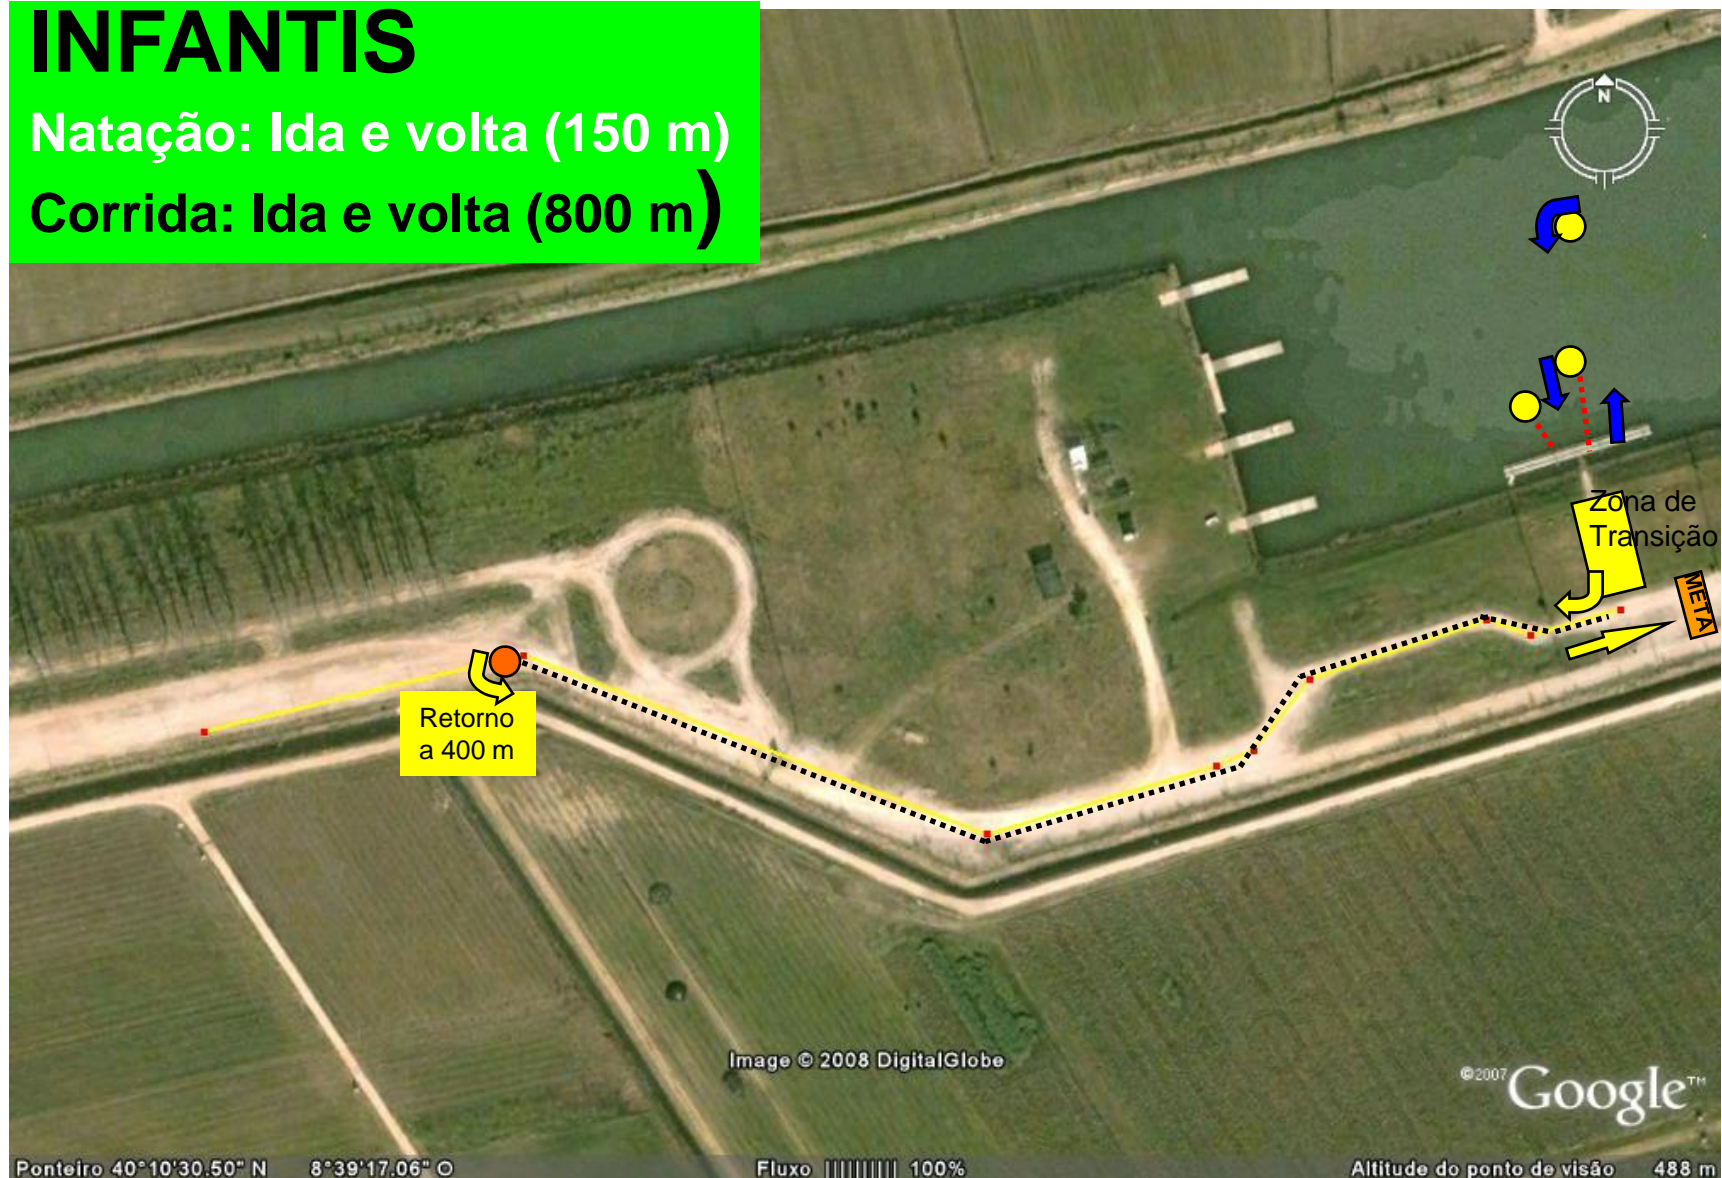 INFANTIS
Natação: Ida e volta (150 m)
Corrida: Ida e volta (800 m)
N
Zona de
Transição
META
Retorno
a 400 m
Image © 2008 DigitalGlobe
©2007 Google™
Ponteiro 40°10'30.50" N 8°39'17.06" O Fluxo ||||||||| 100% Altitude do ponto de visão 488 m